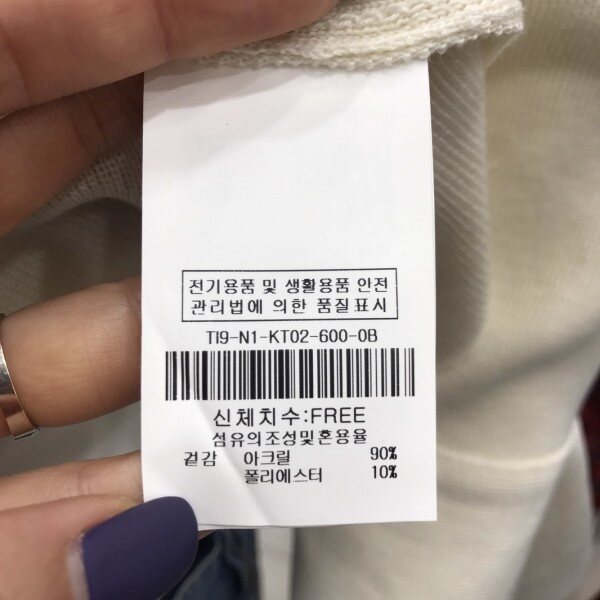 전기용품 및 생활용품 안전
관리법에 의한 품질표시
TI9-N1-KT02-600-0B
신체치수:FREE
섬유의조성및혼용율
겉감 아크릴 90%
폴리에스터 10%